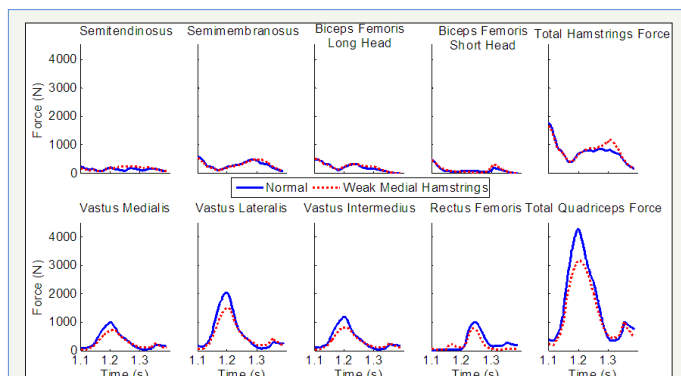 Semitendinosus
Semimembranosus
Biceps Femoris
Long Head
Biceps Femoris
Short Head
Total Hamstrings Force
Force (N)
4000
3000
2000
1000
0
Normal
Weak Medial Hamstrings
Vastus Medialis
Vastus Lateralis
Vastus Intermedius
Rectus Femoris
Total Quadriceps Force
Force (N)
4000
3000
2000
1000
0
1.1 1.2 1.3
1.1 1.2 1.3
1.1 1.2 1.3
1.1 1.2 1.3
1.1 1.2 1.3
Time (s)
Time (s)
Time (s)
Time (s)
Time (s)